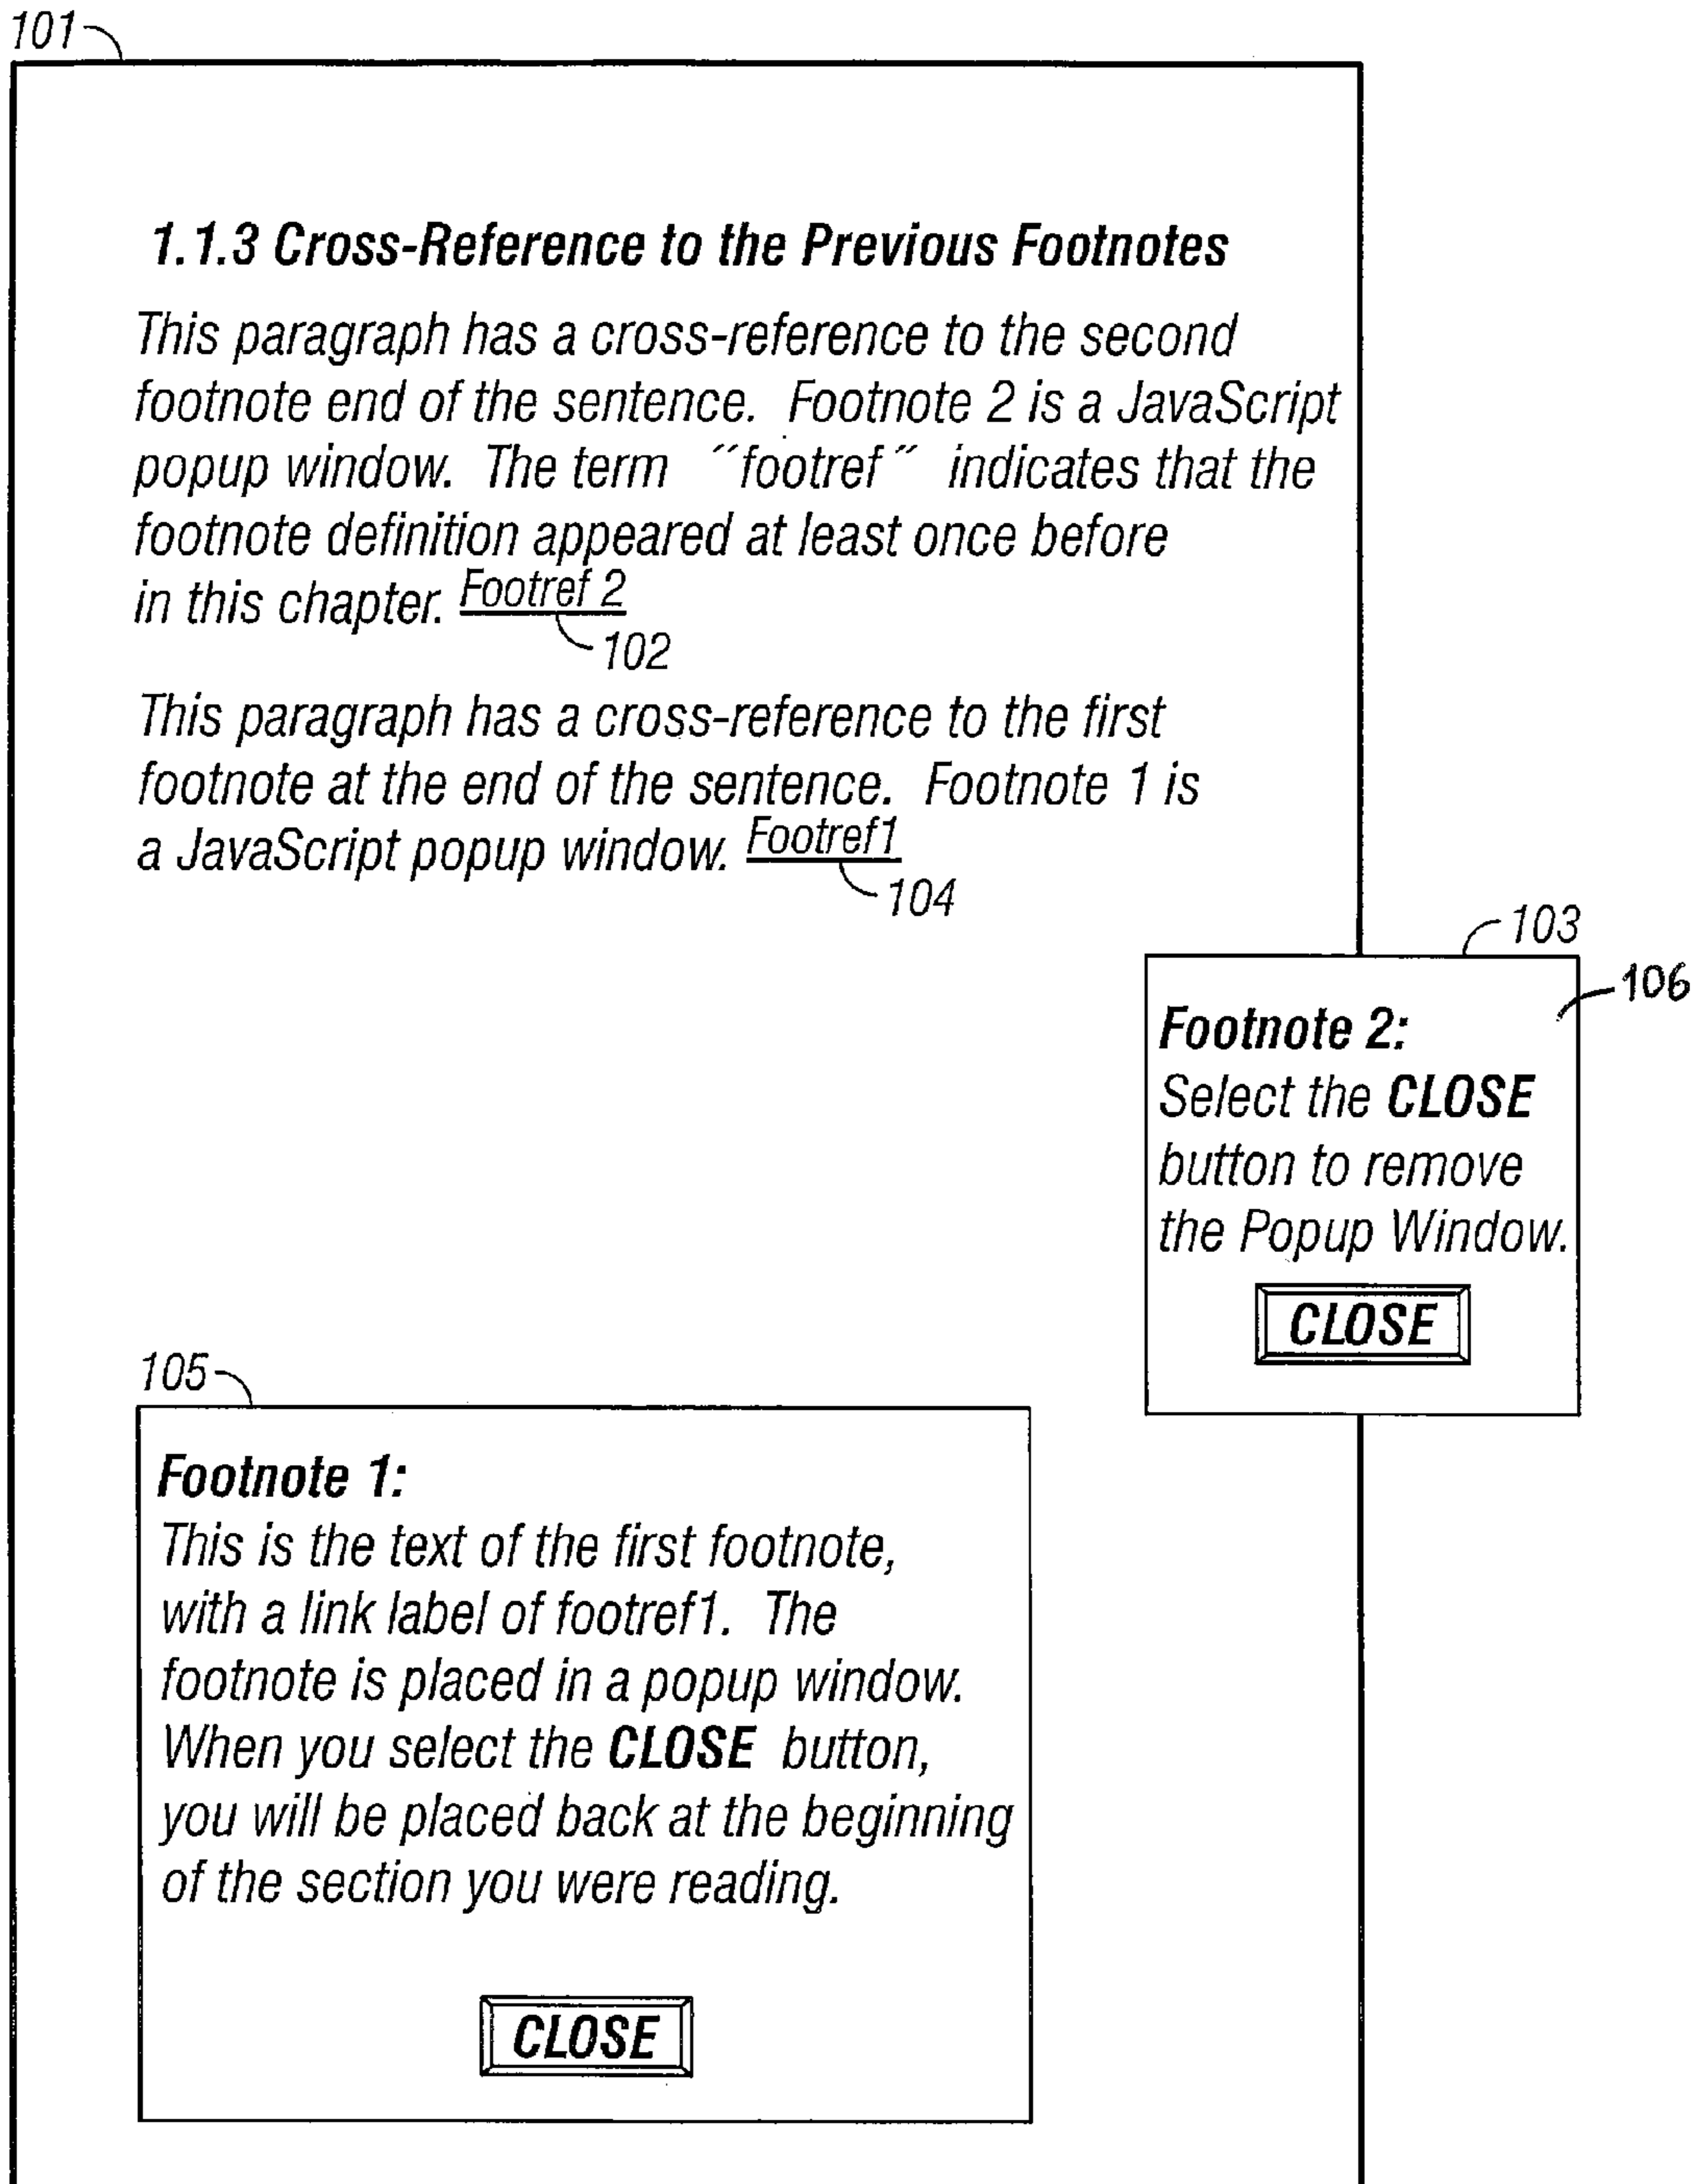 101
1.1.3 Cross-Reference to the Previous Footnotes
This paragraph has a cross-reference to the second
footnote end of the sentence. Footnote 2 is a JavaScript
popup window. The term "footref" indicates that the
footnote definition appeared at least once before
in this chapter. Footref 2
102
This paragraph has a cross-reference to the first
footnote at the end of the sentence. Footnote 1 is
a JavaScript popup window. Footref1
104
103
106
Footnote 2:
Select the CLOSE
button to remove
the Popup Window.
CLOSE
105
Footnote 1:
This is the text of the first footnote,
with a link label of footref1. The
footnote is placed in a popup window.
When you select the CLOSE button,
you will be placed back at the beginning
of the section you were reading.
CLOSE